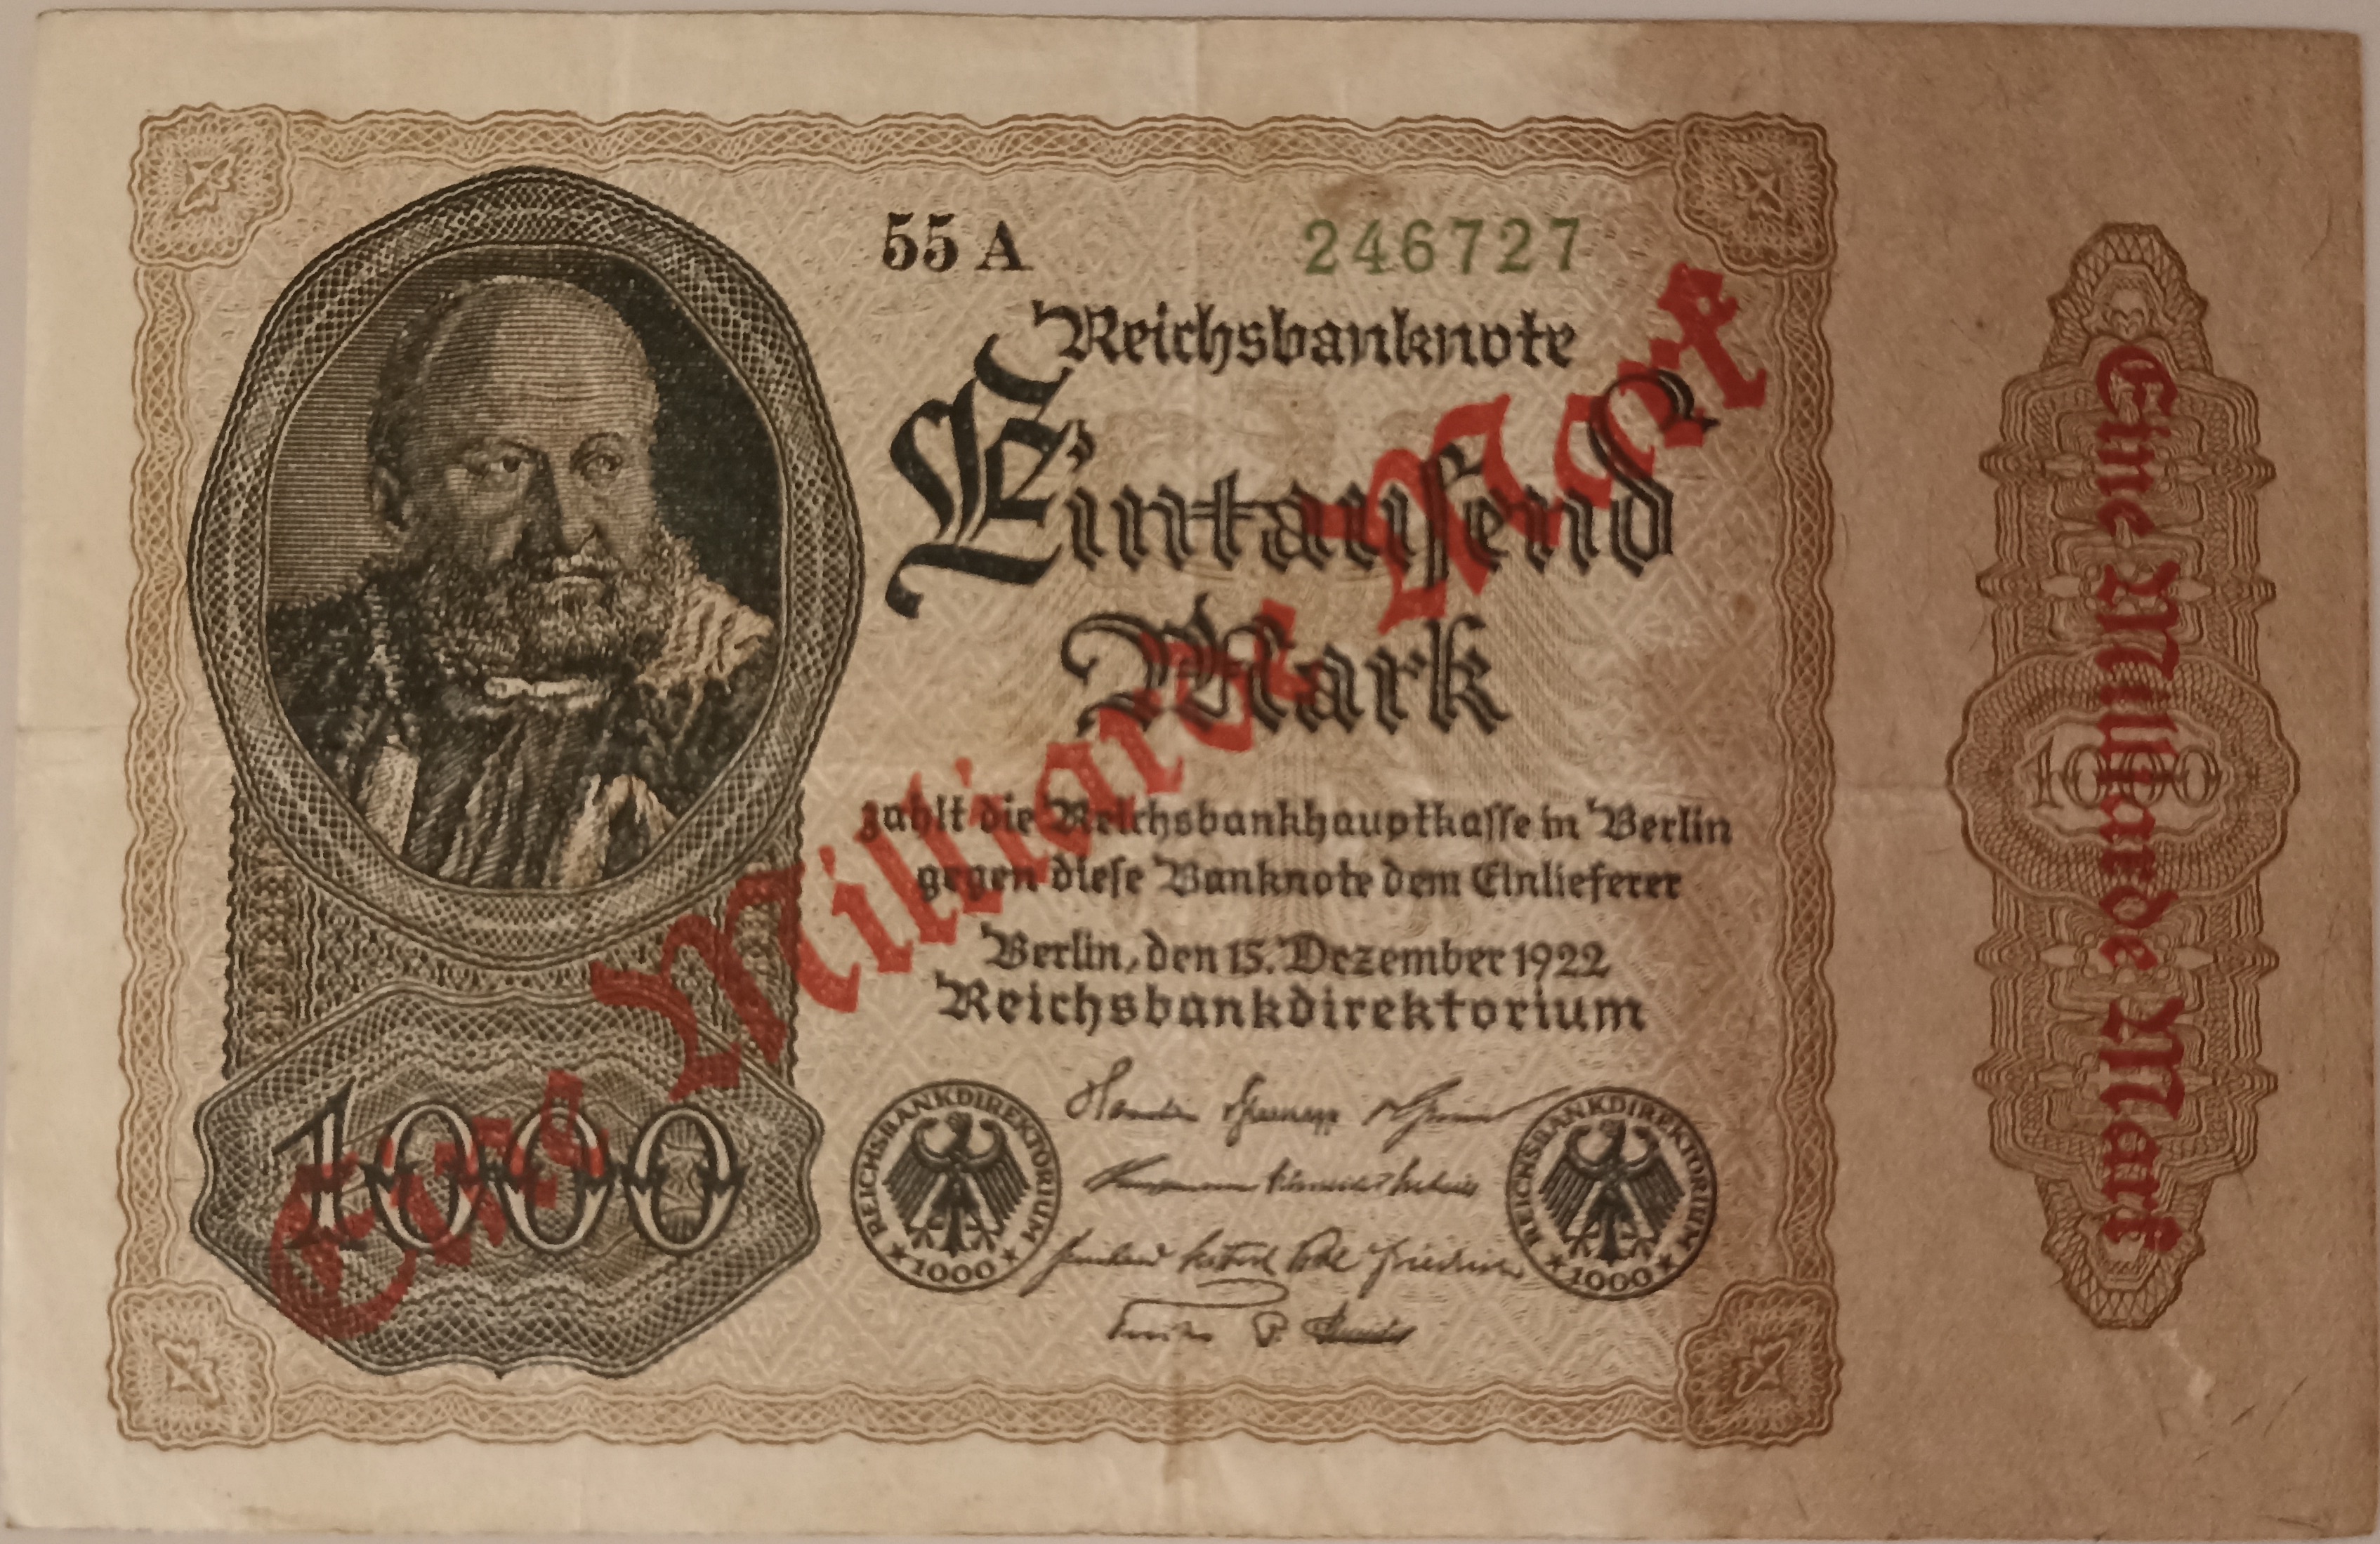 55 A 246727
Reichsbanknote
Eintausend
Mark
zahlt die Reichsbankhauptkasse in Berlin
gegen diese Banknote dem Einlieferer
Berlin, den 15. Dezember 1922
Reichsbankdirektorium
1000
REICHSBANKDIREKTORIUM
★ 1000 ★
REICHSBANKDIREKTORIUM
★ 1000 ★
Eine Milliarde Mark
1000
Eine Milliarde Mark